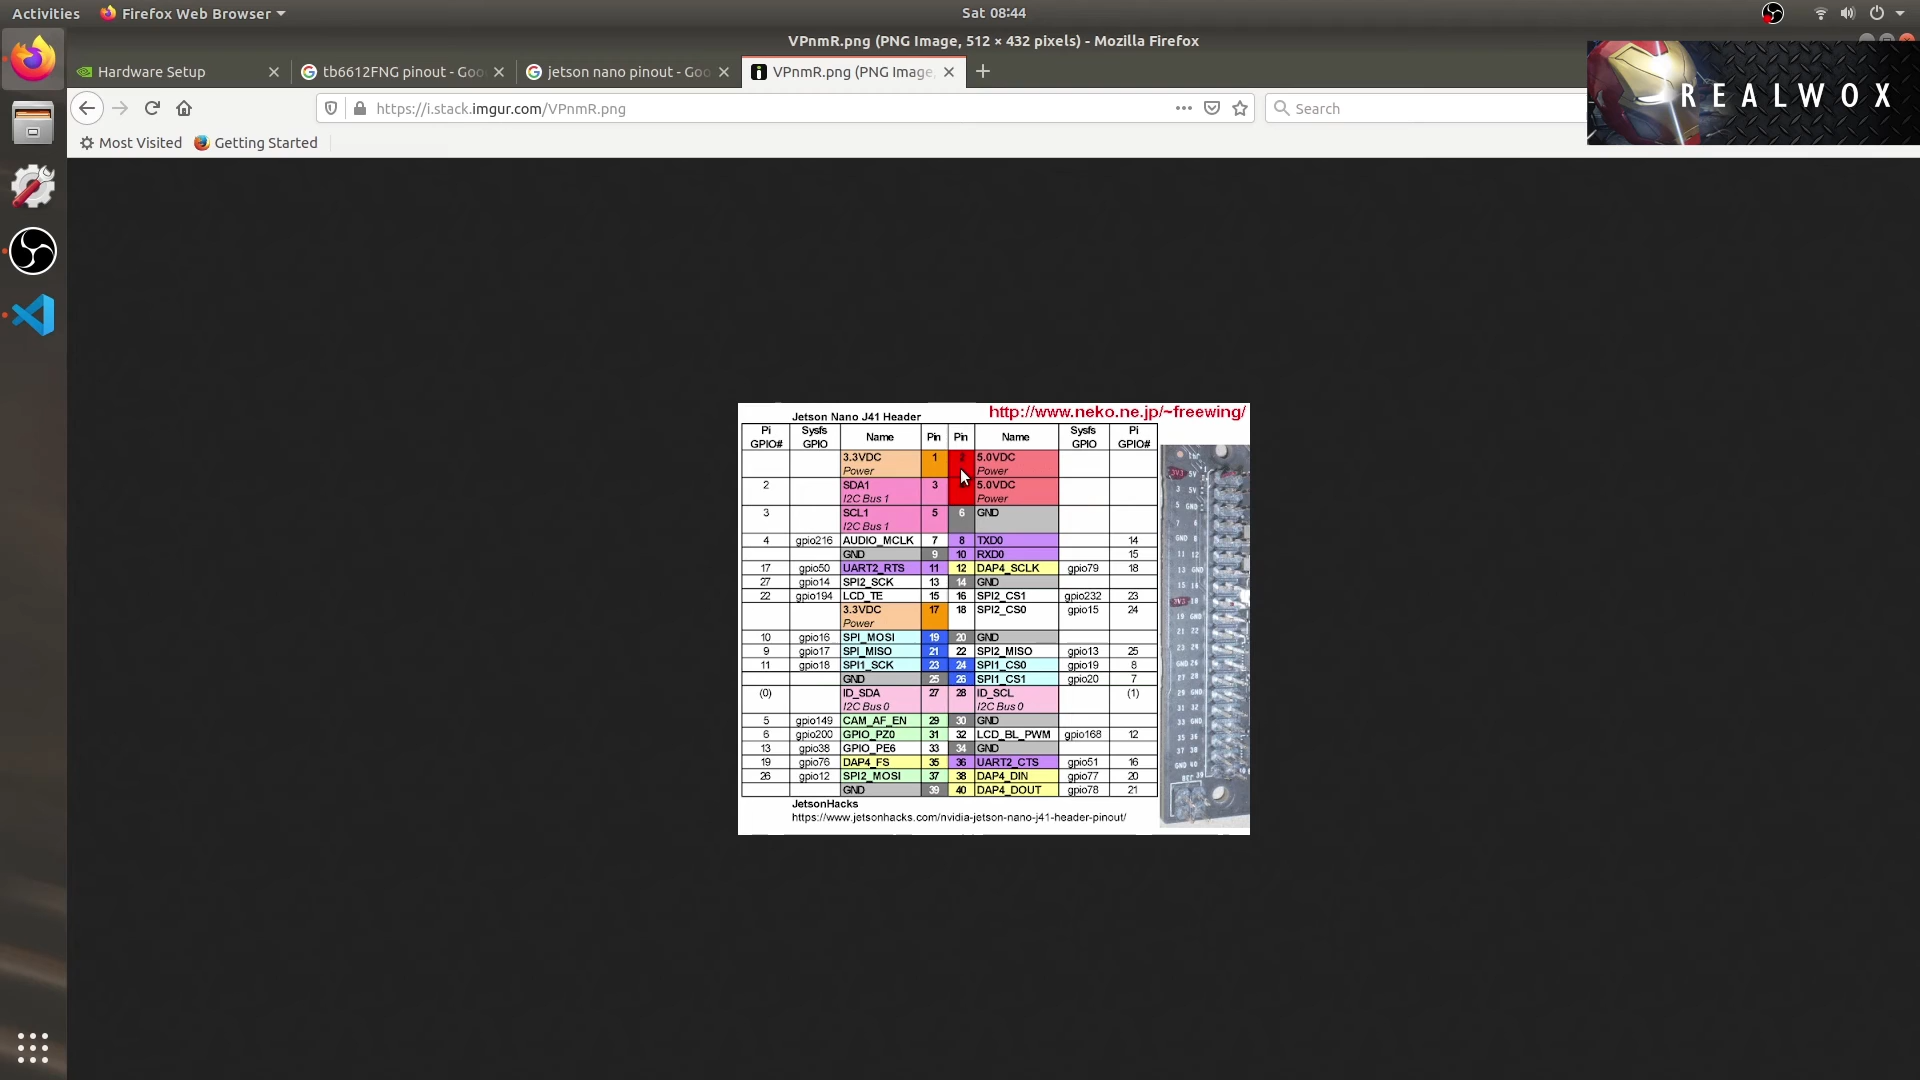 Activities Firefox Web Browser Sat 08:44
VPnmR.png (PNG Image, 512 × 432 pixels) - Mozilla Firefox
Hardware Setup tb6612FNG pinout - Goo jetson nano pinout - Goo VPnmR.png (PNG Image,
https://i.stack.imgur.com/VPnmR.png Search
REALWOX
Most Visited Getting Started
Jetson Nano J41 Header http://www.neko.ne.jp/~freewing/
Pi GPIO# Sysfs GPIO Name Pin Pin Name Sysfs GPIO Pi GPIO#
3.3VDC 1 2 5.0VDC
Power Power
2 SDA1 3 5.0VDC
I2C Bus 1 Power
3 SCL1 5 6 GND
I2C Bus 1
4 gpio216 AUDIO_MCLK 7 8 TXD0 14
GND 9 10 RXD0 15
17 gpio50 UART2_RTS 11 12 DAP4_SCLK gpio79 18
27 gpio14 SPI2_SCK 13 14 GND
22 gpio194 LCD_TE 15 16 SPI2_CS1 gpio232 23
3.3VDC 17 18 SPI2_CS0 gpio15 24
Power
10 gpio16 SPI_MOSI 19 20 GND
9 gpio17 SPI_MISO 21 22 SPI2_MISO gpio13 25
11 gpio18 SPI1_SCK 23 24 SPI1_CS0 gpio19 8
GND 25 26 SPI1_CS1 gpio20 7
(0) ID_SDA 27 28 ID_SCL (1)
I2C Bus 0 I2C Bus 0
5 gpio149 CAM_AF_EN 29 30 GND
6 gpio200 GPIO_PZ0 31 32 LCD_BL_PWM gpio168 12
13 gpio38 GPIO_PE6 33 34 GND
19 gpio76 DAP4_FS 35 36 UART2_CTS gpio51 16
26 gpio12 SPI2_MOSI 37 38 DAP4_DIN gpio77 20
GND 39 40 DAP4_DOUT gpio78 21
JetsonHacks
https://www.jetsonhacks.com/nvidia-jetson-nano-j41-header-pinout/